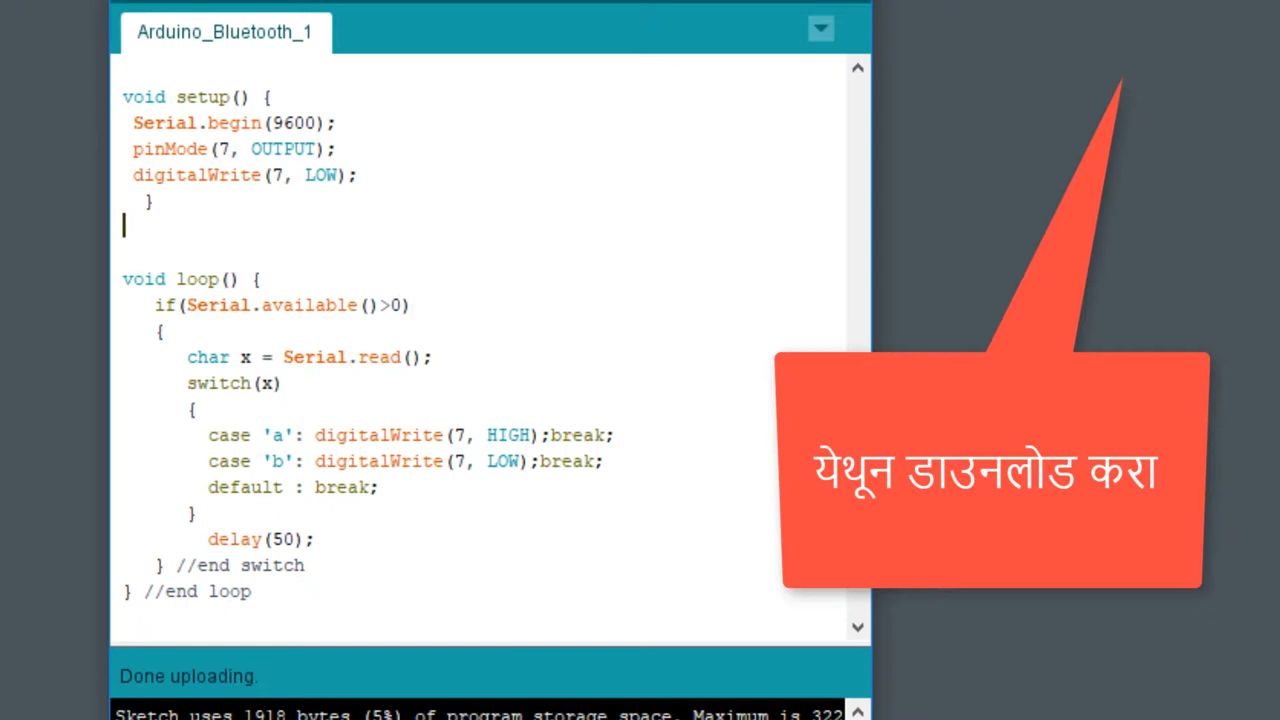 Arduino_Bluetooth_1
void setup() {
Serial.begin(9600);
pinMode(7, OUTPUT);
digitalWrite(7, LOW);
}
void loop() {
if(Serial.available()>0)
{
char x = Serial.read();
switch(x)
{
case 'a': digitalWrite(7, HIGH);break;
case 'b': digitalWrite(7, LOW);break;
default : break;
}
delay(50);
} //end switch
} //end loop
येथून डाउनलोड करा
Done uploading.
Sketch uses 1918 bytes (5%) of program storage space. Maximum is 322